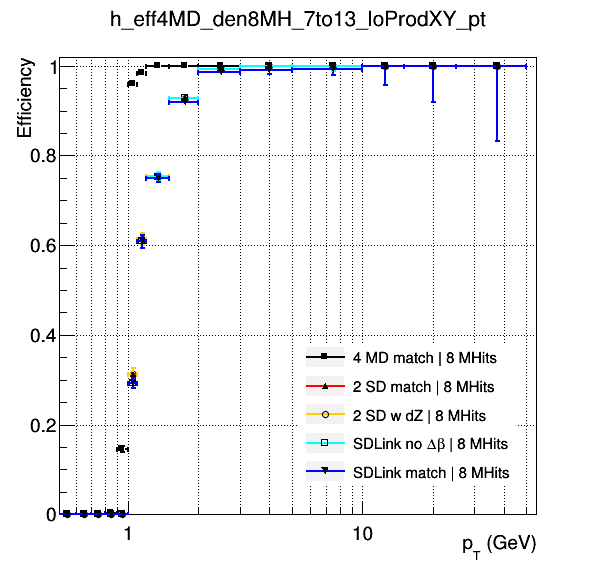 h_eff4MD_den8MH_7to13_loProdXY_pt
Efficiency
1
0.8
0.6
0.4
0.2
0
4 MD match | 8 MHits
2 SD match | 8 MHits
2 SD w dZ | 8 MHits
SDLink no Δβ | 8 MHits
SDLink match | 8 MHits
1
10
p_T (GeV)